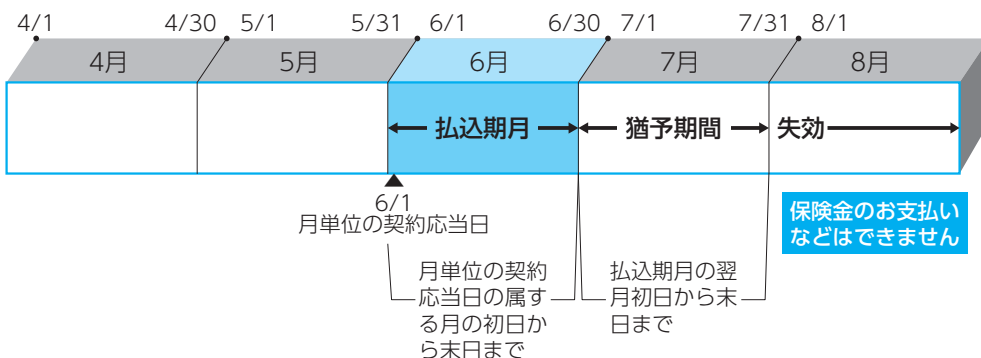 4/1 4/30 5/1 5/31 6/1 6/30 7/1 7/31 8/1
4月 5月 6月 7月 8月
払込期月 猶予期間 失効
6/1
月単位の契約応当日
保険金のお支払い
などはできません
月単位の契約
応当日の属す
る月の初日か
ら末日まで
払込期月の翌
月初日から末
日まで